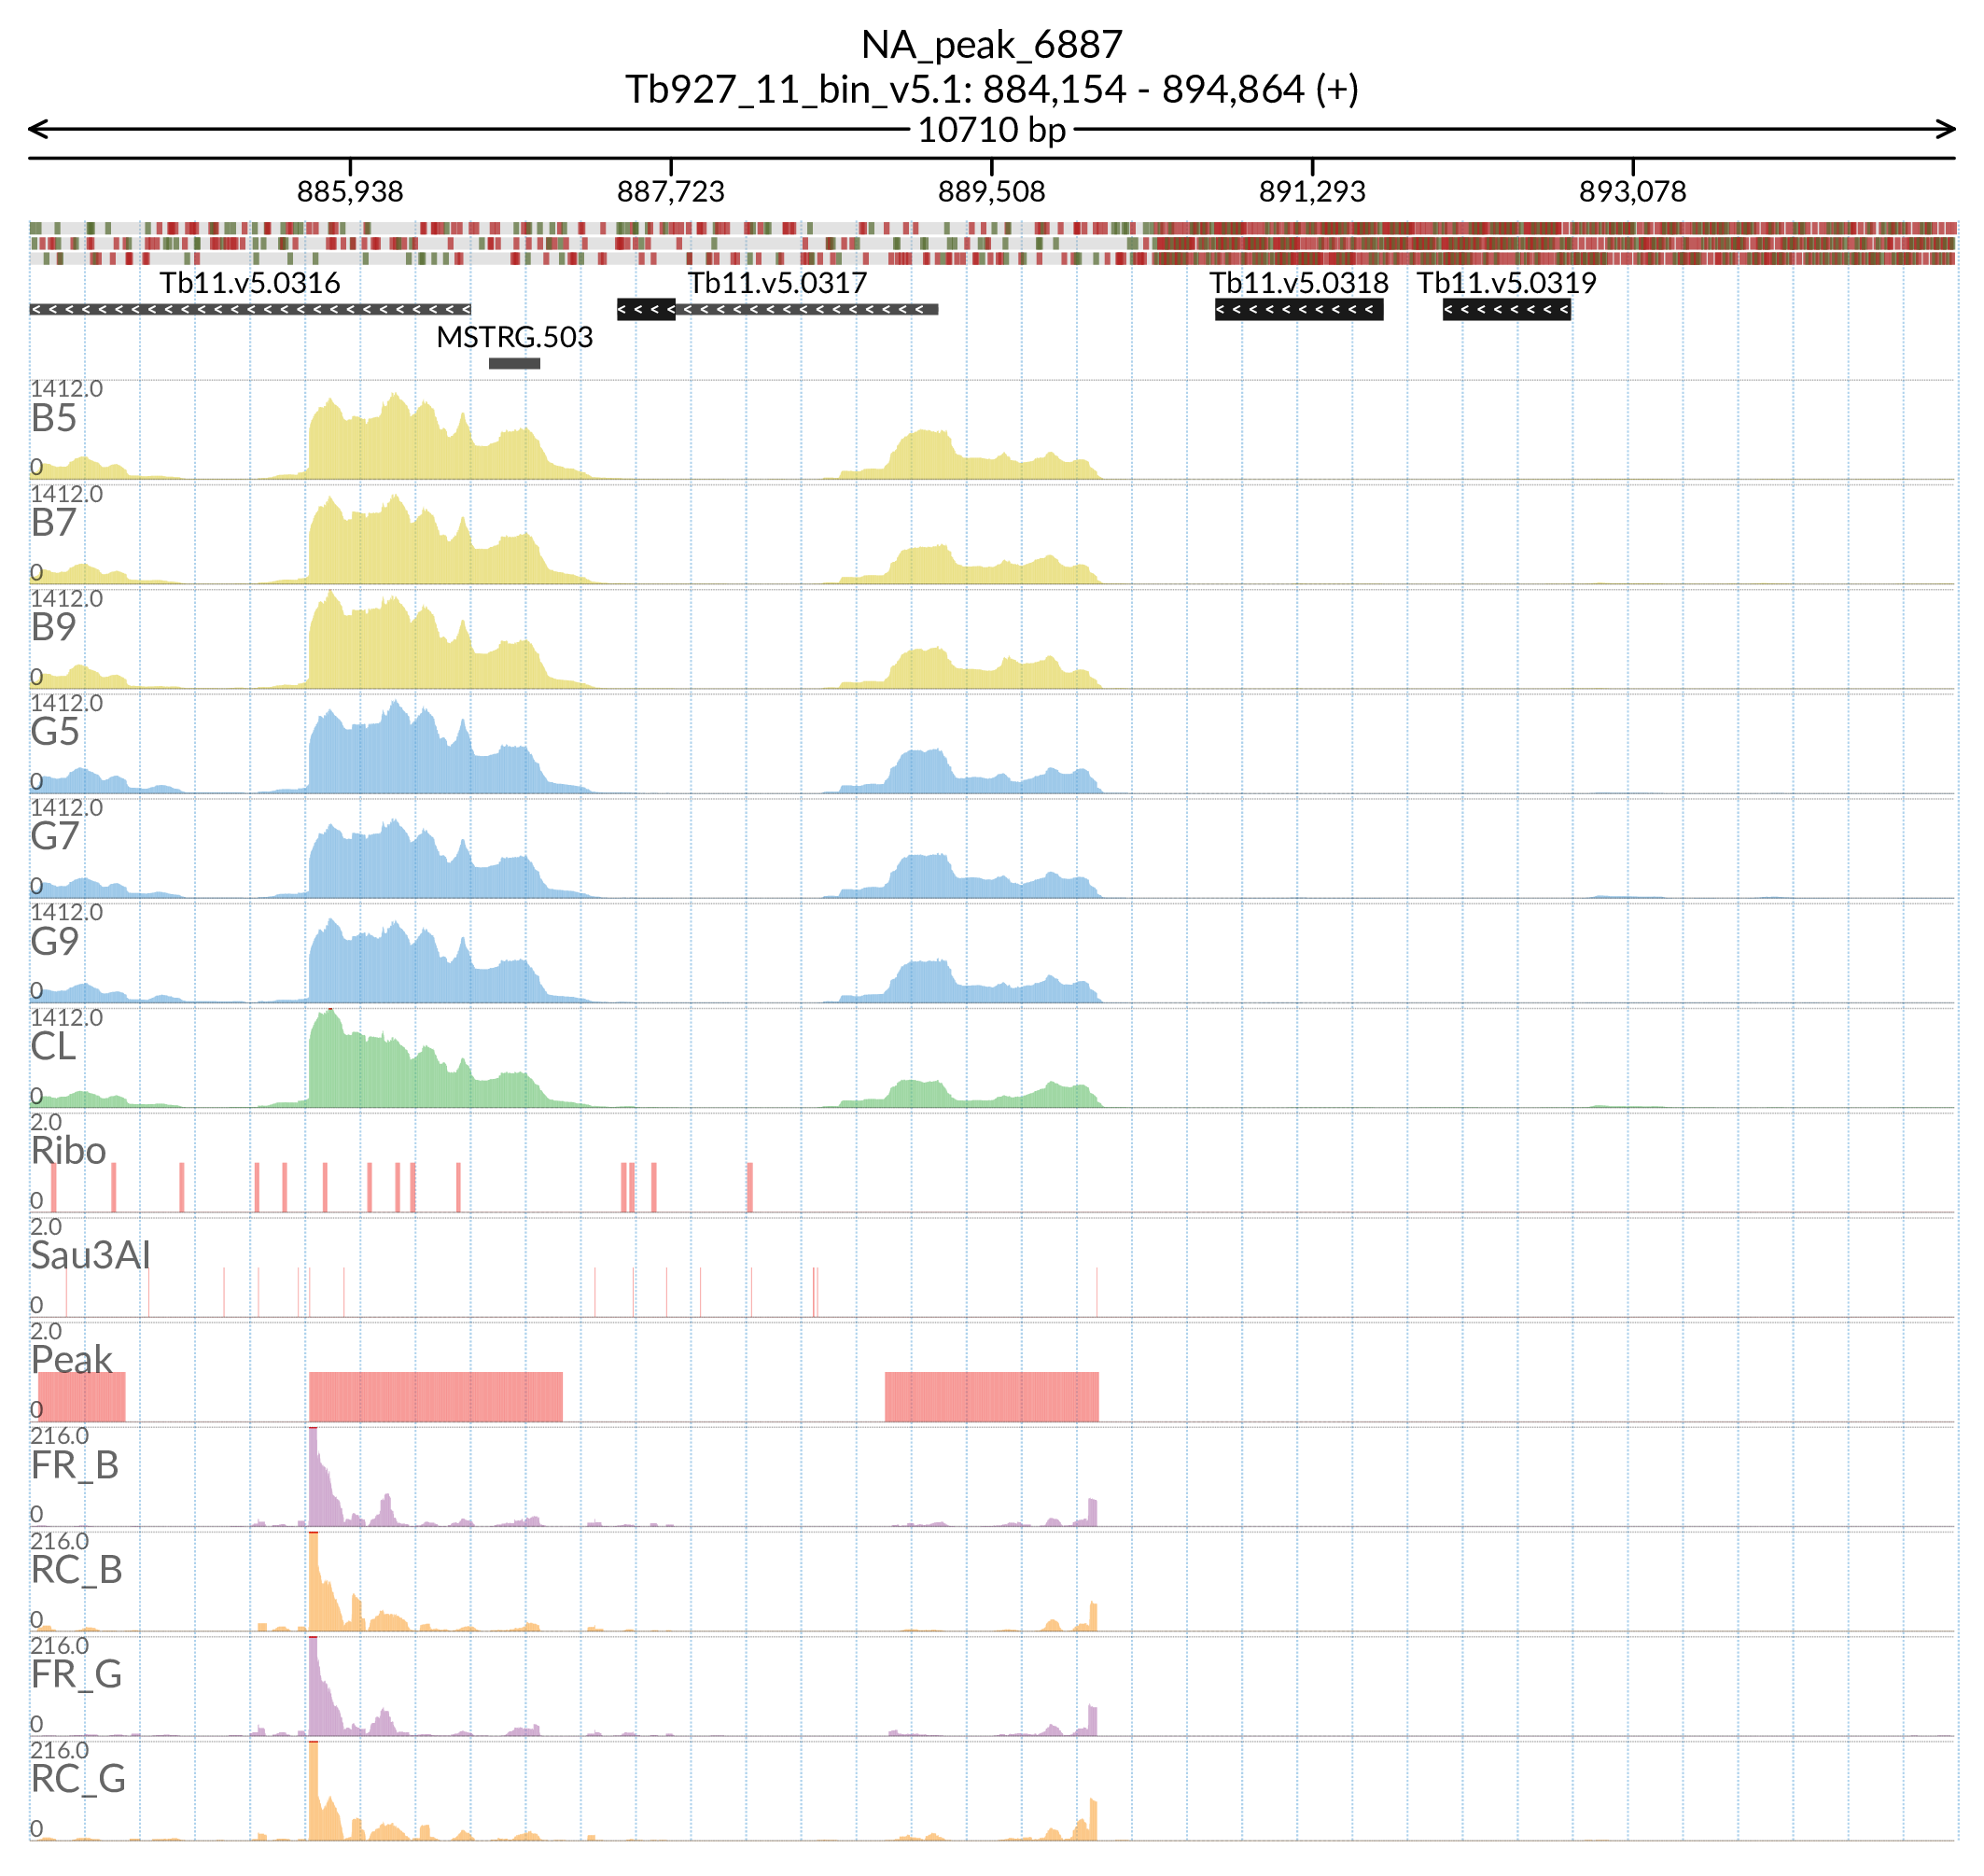 NA_peak_6887
Tb927_11_bin_v5.1: 884,154 - 894,864 (+)
10710 bp
885,938 887,723 889,508 891,293 893,078
Tb11.v5.0316 Tb11.v5.0317 Tb11.v5.0318 Tb11.v5.0319
MSTRG.503
1412.0
B5
0
1412.0
B7
0
1412.0
B9
0
1412.0
G5
0
1412.0
G7
0
1412.0
G9
0
1412.0
CL
0
2.0
Ribo
0
2.0
Sau3AI
0
2.0
Peak
0
216.0
FR_B
0
216.0
RC_B
0
216.0
FR_G
0
216.0
RC_G
0